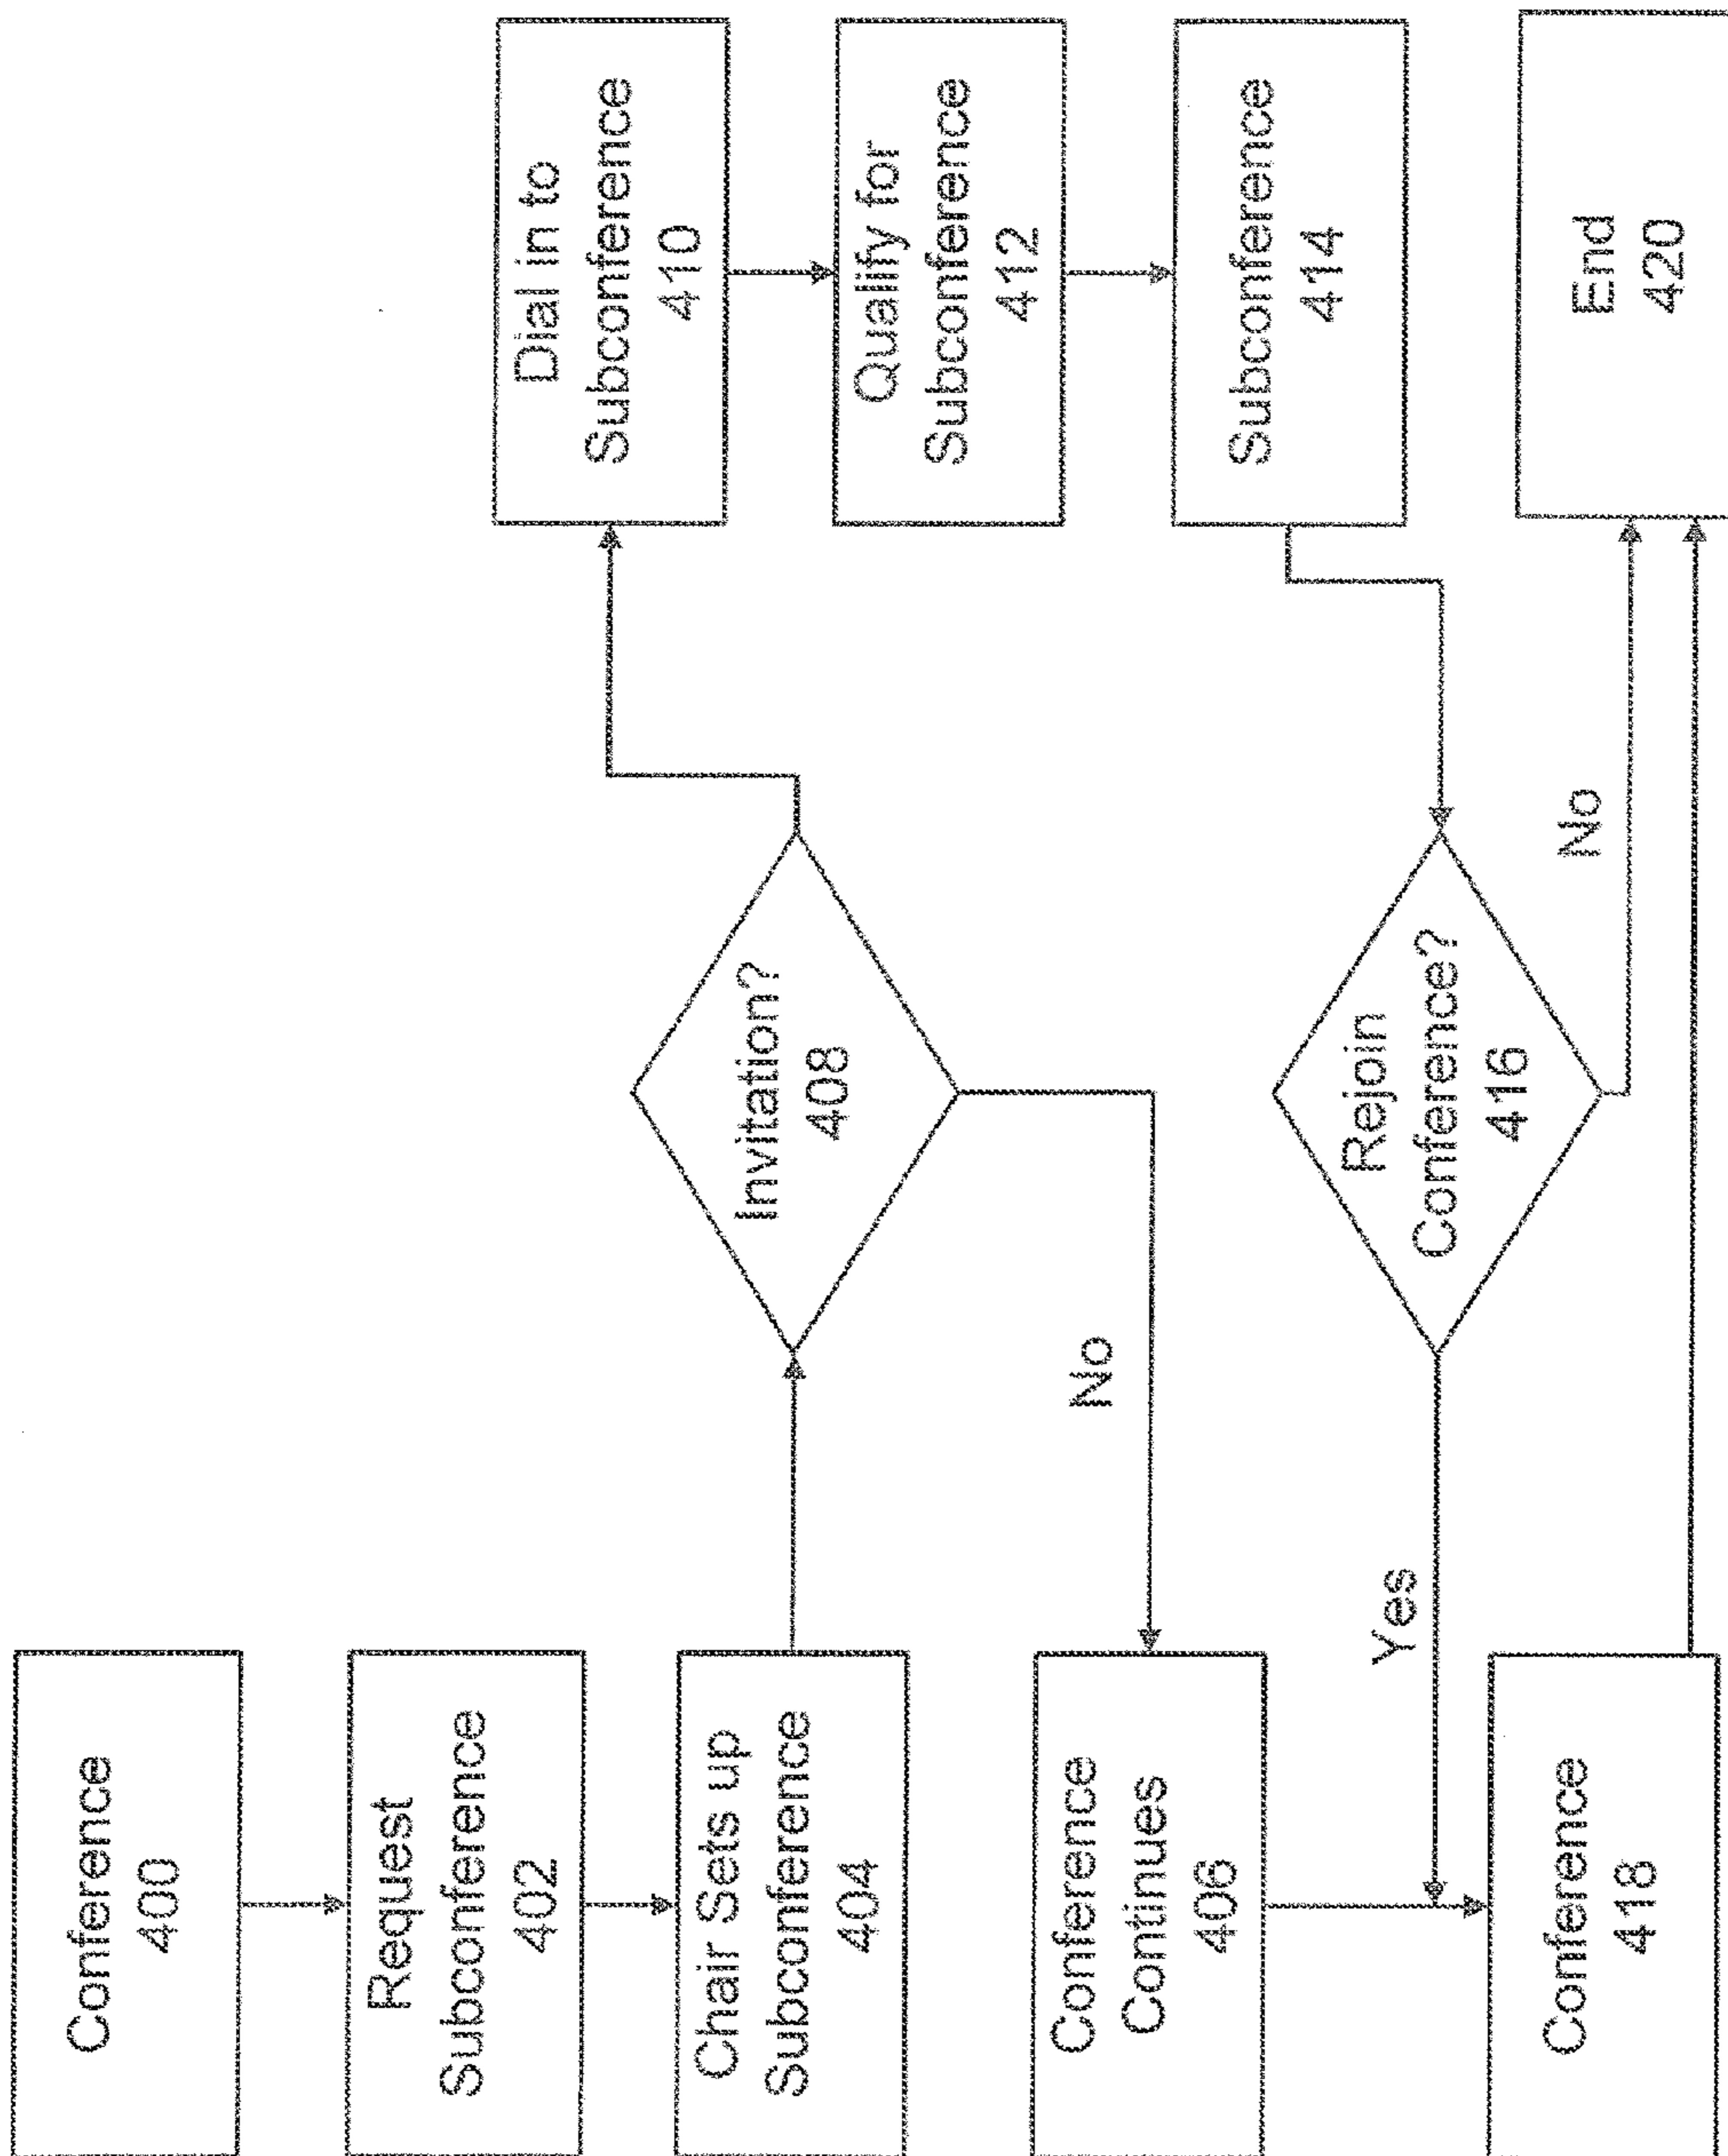 Conference
400
Request
Subconference
402
Chair Sets up
Subconference
404
Invitation?
408
Dial in to
Subconference
410
Qualify for
Subconference
412
Subconference
414
No
Conference
Continues
406
Rejoin
Conference?
416
Yes
No
Conference
418
End
420